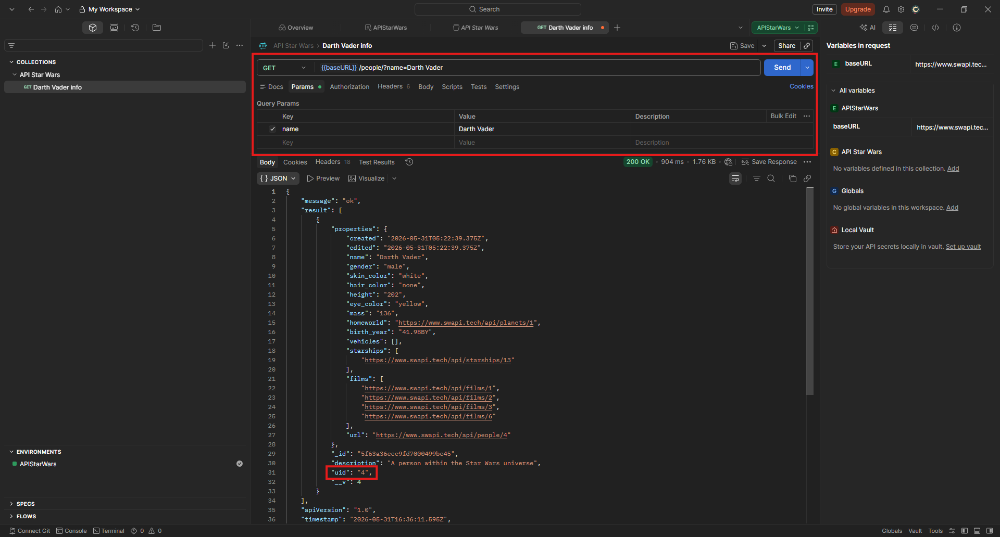 My Workspace
Search
Invite
Upgrade
Overview
APIStarWars
API Star Wars
GET Darth Vader info
APIStarWars
AI
API Star Wars > Darth Vader info
Save
Share
Variables in request
COLLECTIONS
API Star Wars
GET Darth Vader info
GET
{{baseURL}} /people/?name=Darth Vader
Send
E baseURL https://www.swapi.tec...
Docs Params Authorization Headers 6 Body Scripts Tests Settings Cookies
All variables
Query Params
E APIStarWars
Key Value Description Bulk Edit
name Darth Vader
baseURL https://www.swapi.tec...
Key Value Description
C API Star Wars
No variables defined in this collection. Add
Body Cookies Headers 18 Test Results
200 OK • 904 ms • 1.76 KB e.g. Save Response
{} JSON Preview Visualize
G Globals
No global variables in this workspace. Add
Local Vault
Store your API secrets locally in vault. Set up vault
1 {
2 "message": "ok",
3 "result": [
4 {
5 "properties": {
6 "created": "2026-05-31T05:22:39.375Z",
7 "edited": "2026-05-31T05:22:39.375Z",
8 "name": "Darth Vader",
9 "gender": "male",
10 "skin_color": "white",
11 "hair_color": "none",
12 "height": "202",
13 "eye_color": "yellow",
14 "mass": "136",
15 "homeworld": "https://www.swapi.tech/api/planets/1",
16 "birth_year": "41.9BBY",
17 "vehicles": [],
18 "starships": [
19 "https://www.swapi.tech/api/starships/13"
20 ],
21 "films": [
22 "https://www.swapi.tech/api/films/1",
23 "https://www.swapi.tech/api/films/2",
24 "https://www.swapi.tech/api/films/3",
25 "https://www.swapi.tech/api/films/6"
26 ],
27 "url": "https://www.swapi.tech/api/people/4"
28 },
29 "_id": "5f63a36eee9fd7000499be45",
30 "description": "A person within the Star Wars universe",
31 "uid": "4",
32 "__v": 4
33 }
34 ],
35 "apiVersion": "1.0",
36 "timestamp": "2026-05-31T16:36:11.595Z",
ENVIRONMENTS
APIStarWars
SPECS
FLOWS
Connect Git Console Terminal 0 0
Globals Vault Tools